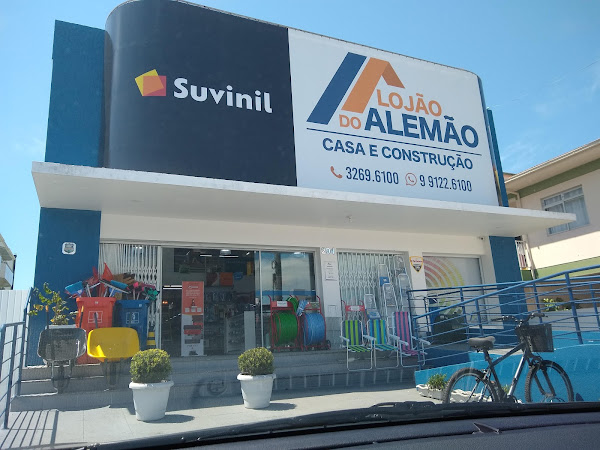 Suvinil
LOJÃO
DO ALEMÃO
CASA E CONSTRUÇÃO
3269.6100 9 9122.6100